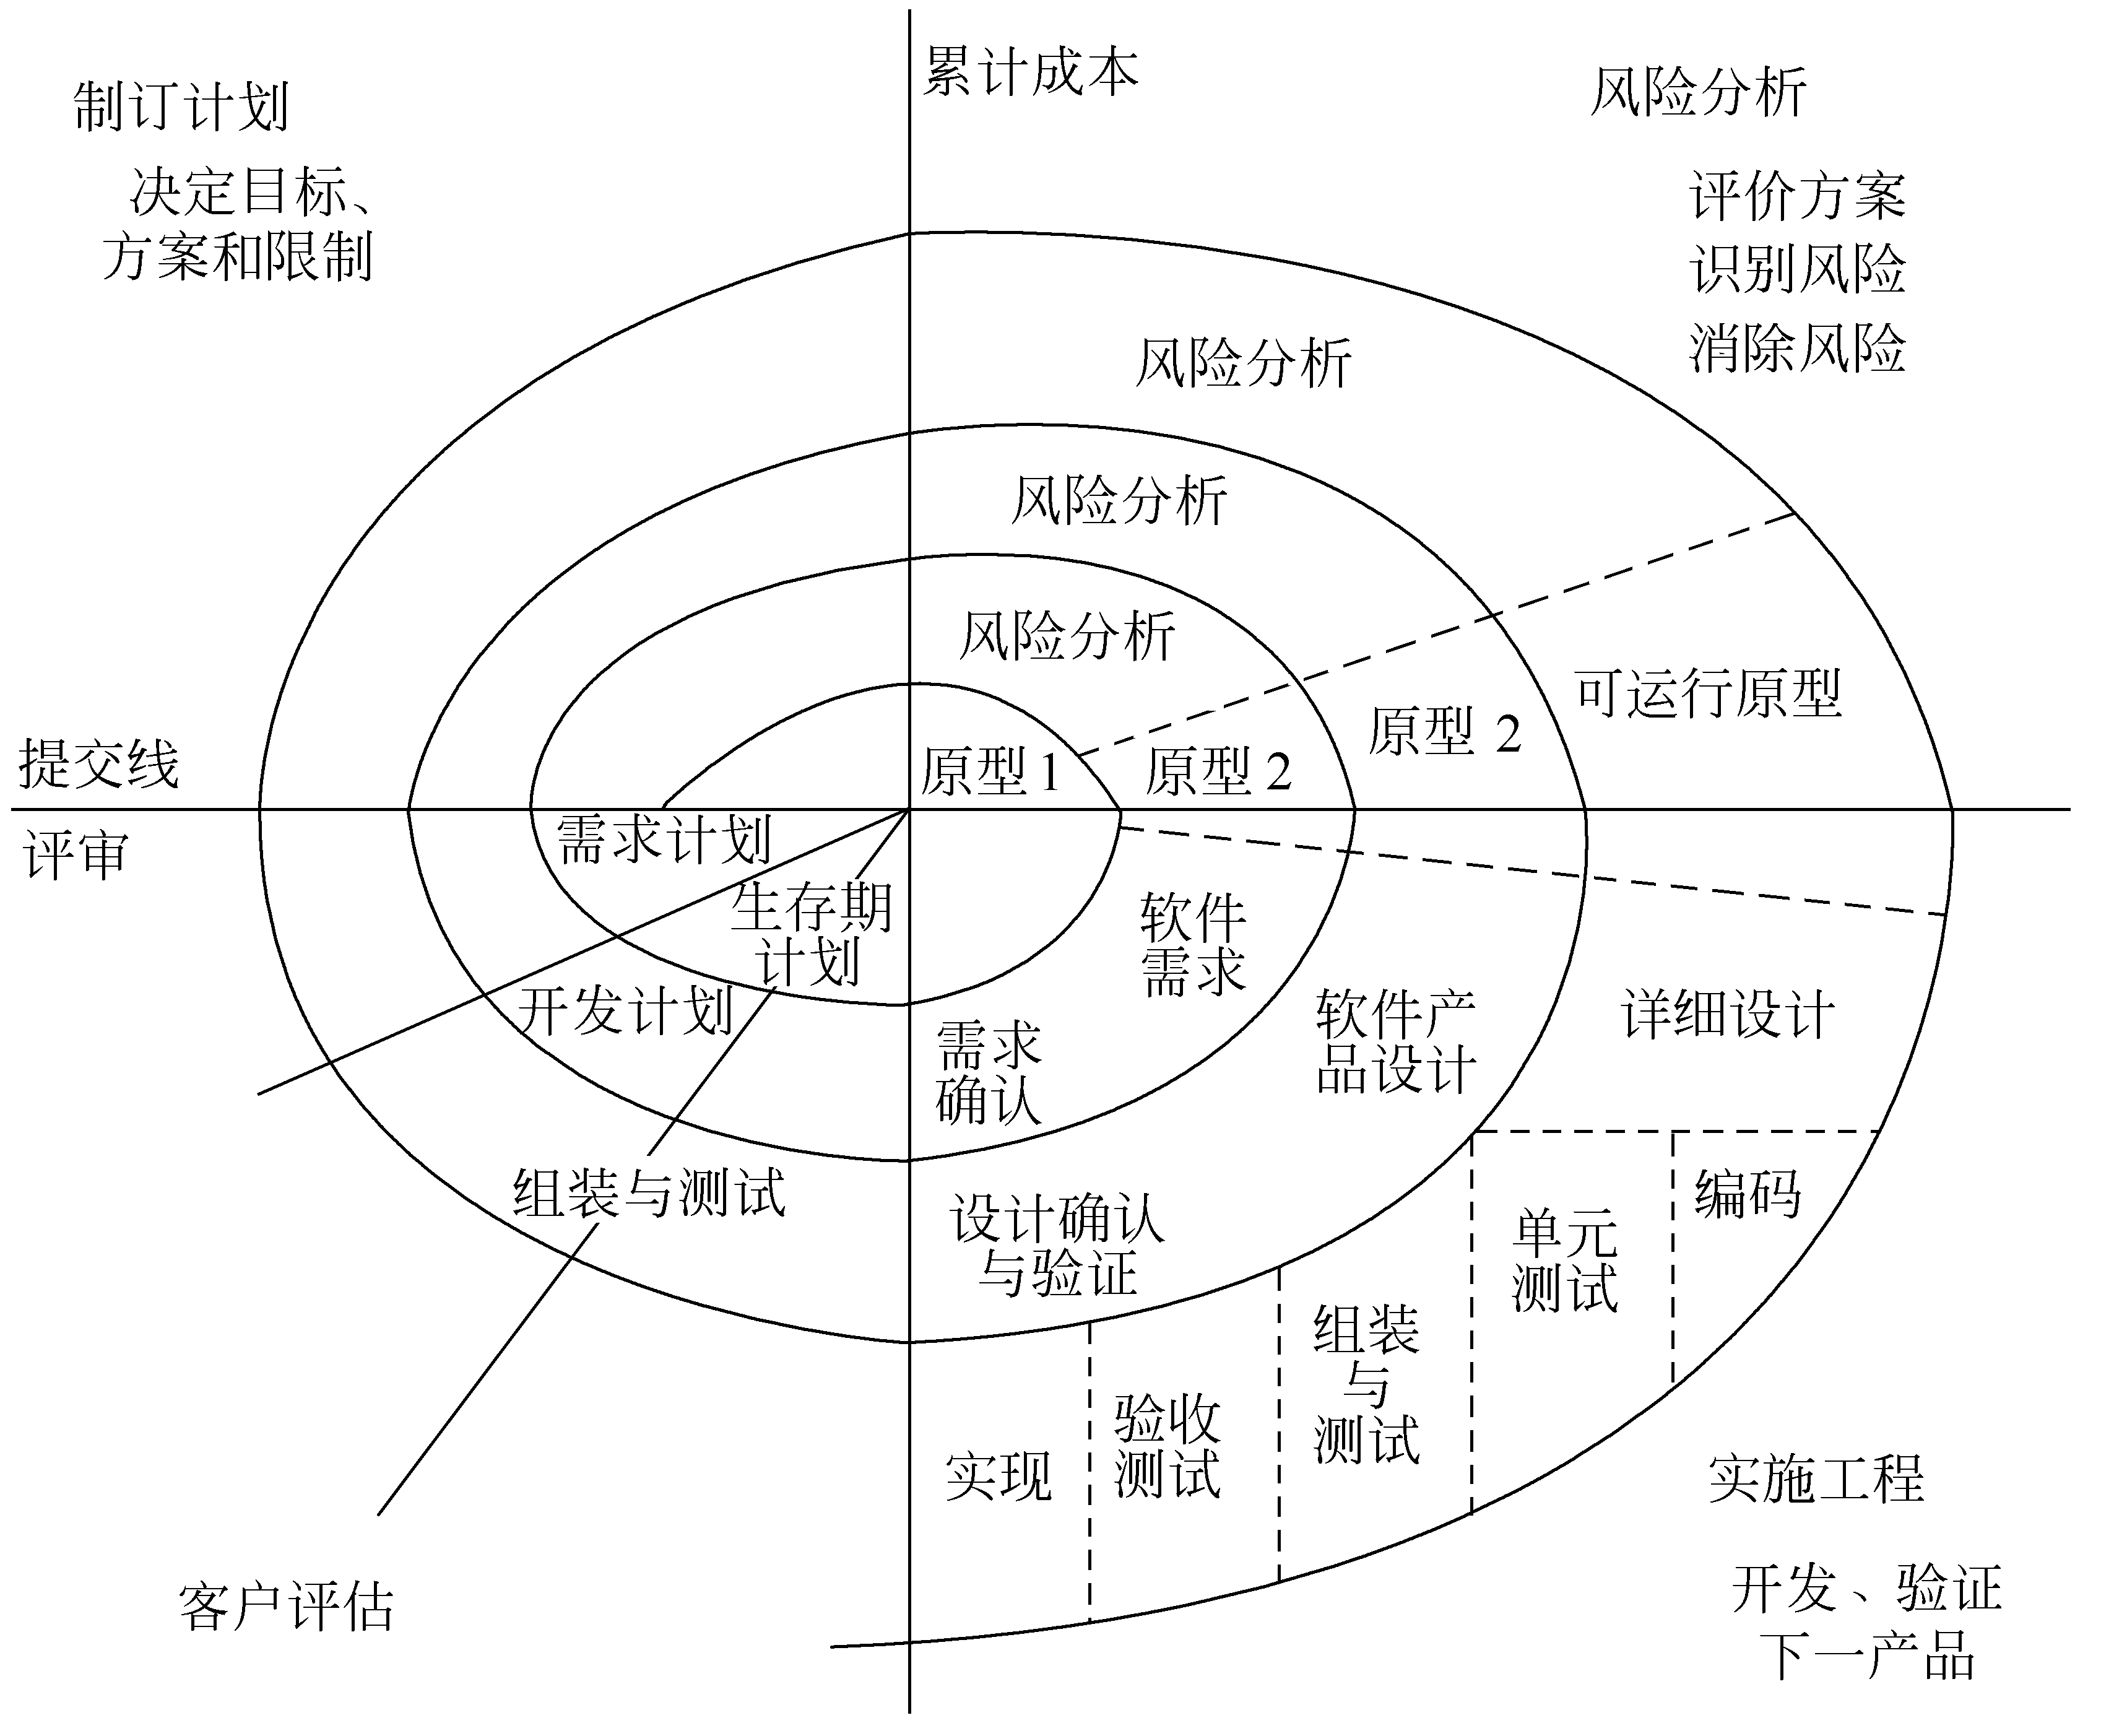 累计成本
制订计划
决定目标、
方案和限制
风险分析
评价方案
识别风险
消除风险
风险分析
风险分析
风险分析
可运行原型
原型 2
原型 2
原型 1
提交线
评审
需求计划
生存期
计划
开发计划
组装与测试
客户评估
软件
需求
需求
确认
软件产
品设计
详细设计
设计确认
与验证
编码
单元
测试
组装
与
测试
验收
测试
实现
实施工程
开发、验证
下一产品